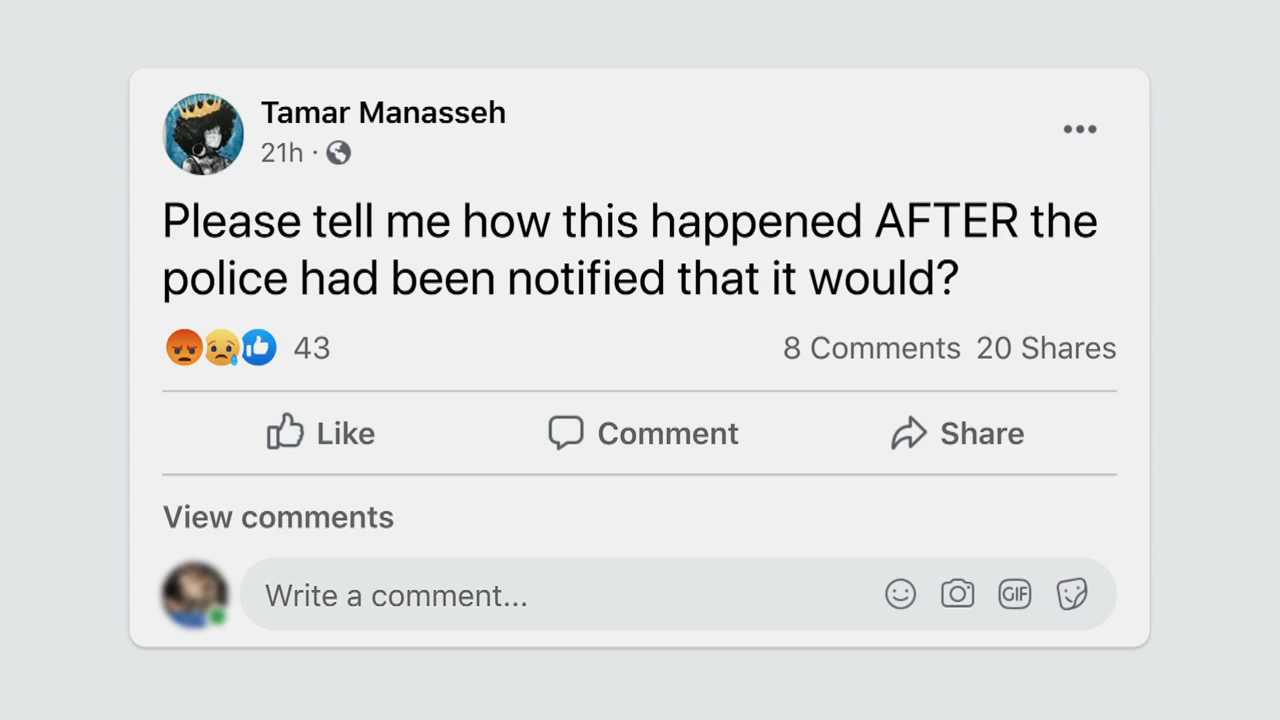 Tamar Manasseh
21h ·
Please tell me how this happened AFTER the
police had been notified that it would?
43 8 Comments 20 Shares
Like Comment Share
View comments
Write a comment... GIF